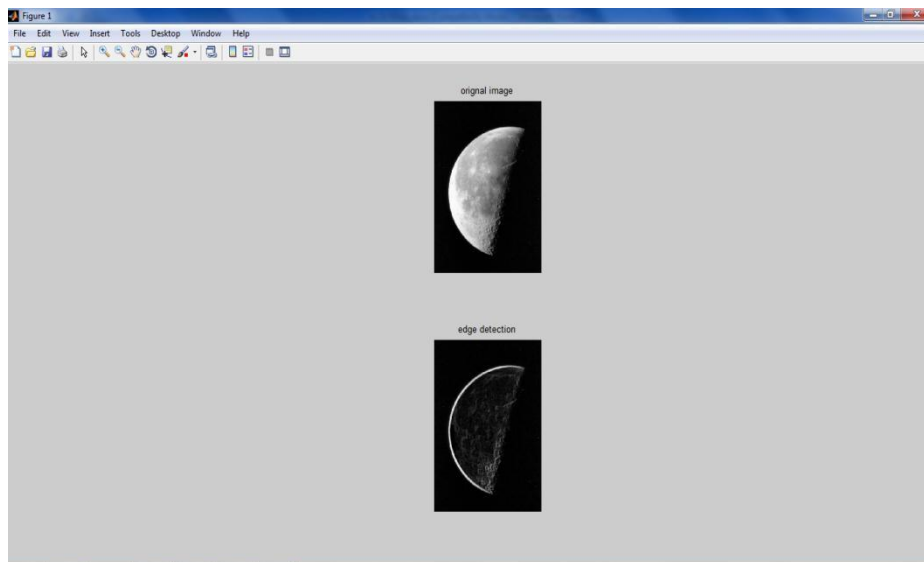 Figure 1
File Edit View Insert Tools Desktop Window Help
orignal image
edge detection